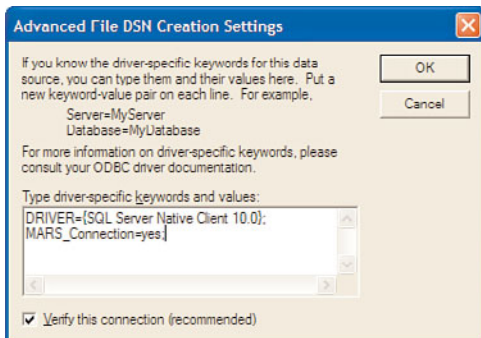 Advanced File DSN Creation Settings
If you know the driver-specific keywords for this data
source, you can type them and their values here. Put a
new keyword-value pair on each line. For example,
Server=MyServer
Database=MyDatabase
For more information on driver-specific keywords, please
consult your ODBC driver documentation.
OK
Cancel
Type driver-specific keywords and values:
DRIVER={SQL Server Native Client 10.0};
MARS_Connection=yes;
Verify this connection (recommended)